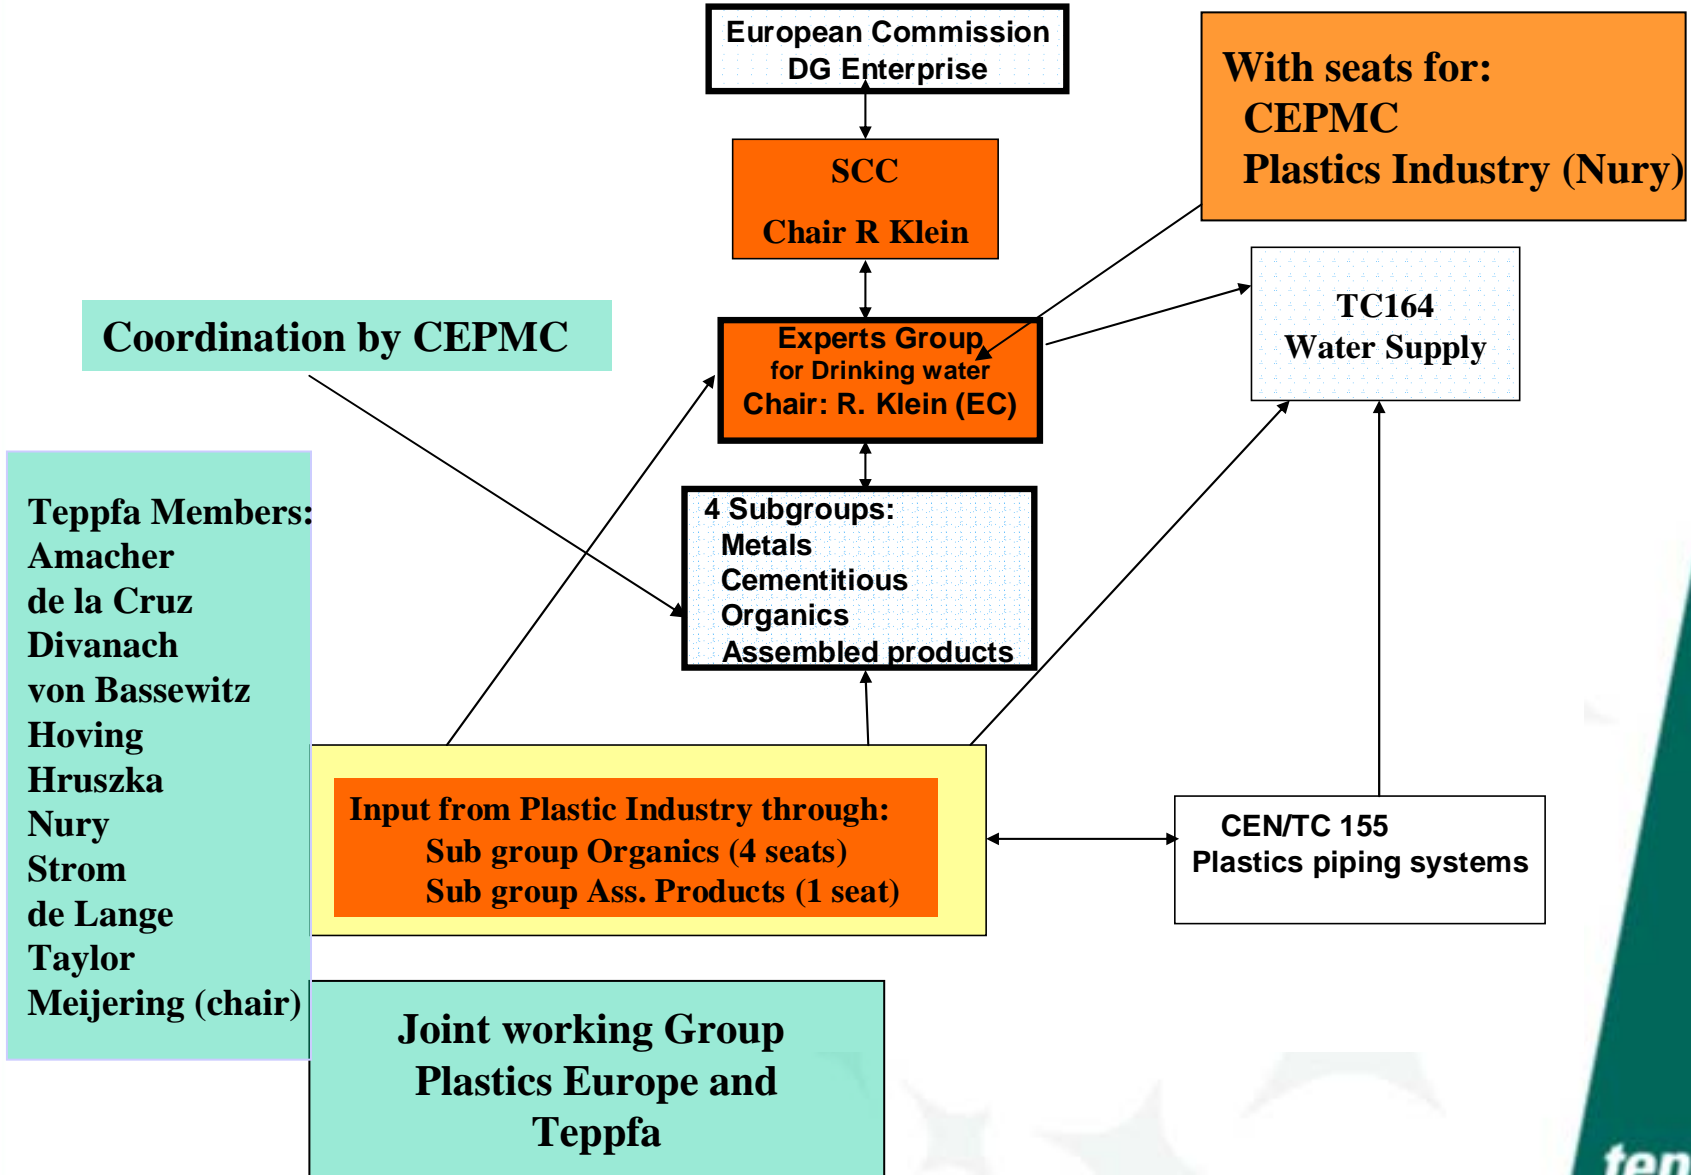 European Commission
DG Enterprise
With seats for:
CEPMC
Plastics Industry (Nury)
SCC
Chair R Klein
TC164
Water Supply
Coordination by CEPMC
Experts Group
for Drinking water
Chair: R. Klein (EC)
4 Subgroups:
Metals
Cementitious
Organics
Assembled products
Teppfa Members:
Amacher
de la Cruz
Divanach
von Bassewitz
Hoving
Hruszka
Nury
Strom
de Lange
Taylor
Meijering (chair)
Input from Plastic Industry through:
Sub group Organics (4 seats)
Sub group Ass. Products (1 seat)
CEN/TC 155
Plastics piping systems
Joint working Group
Plastics Europe and
Teppfa